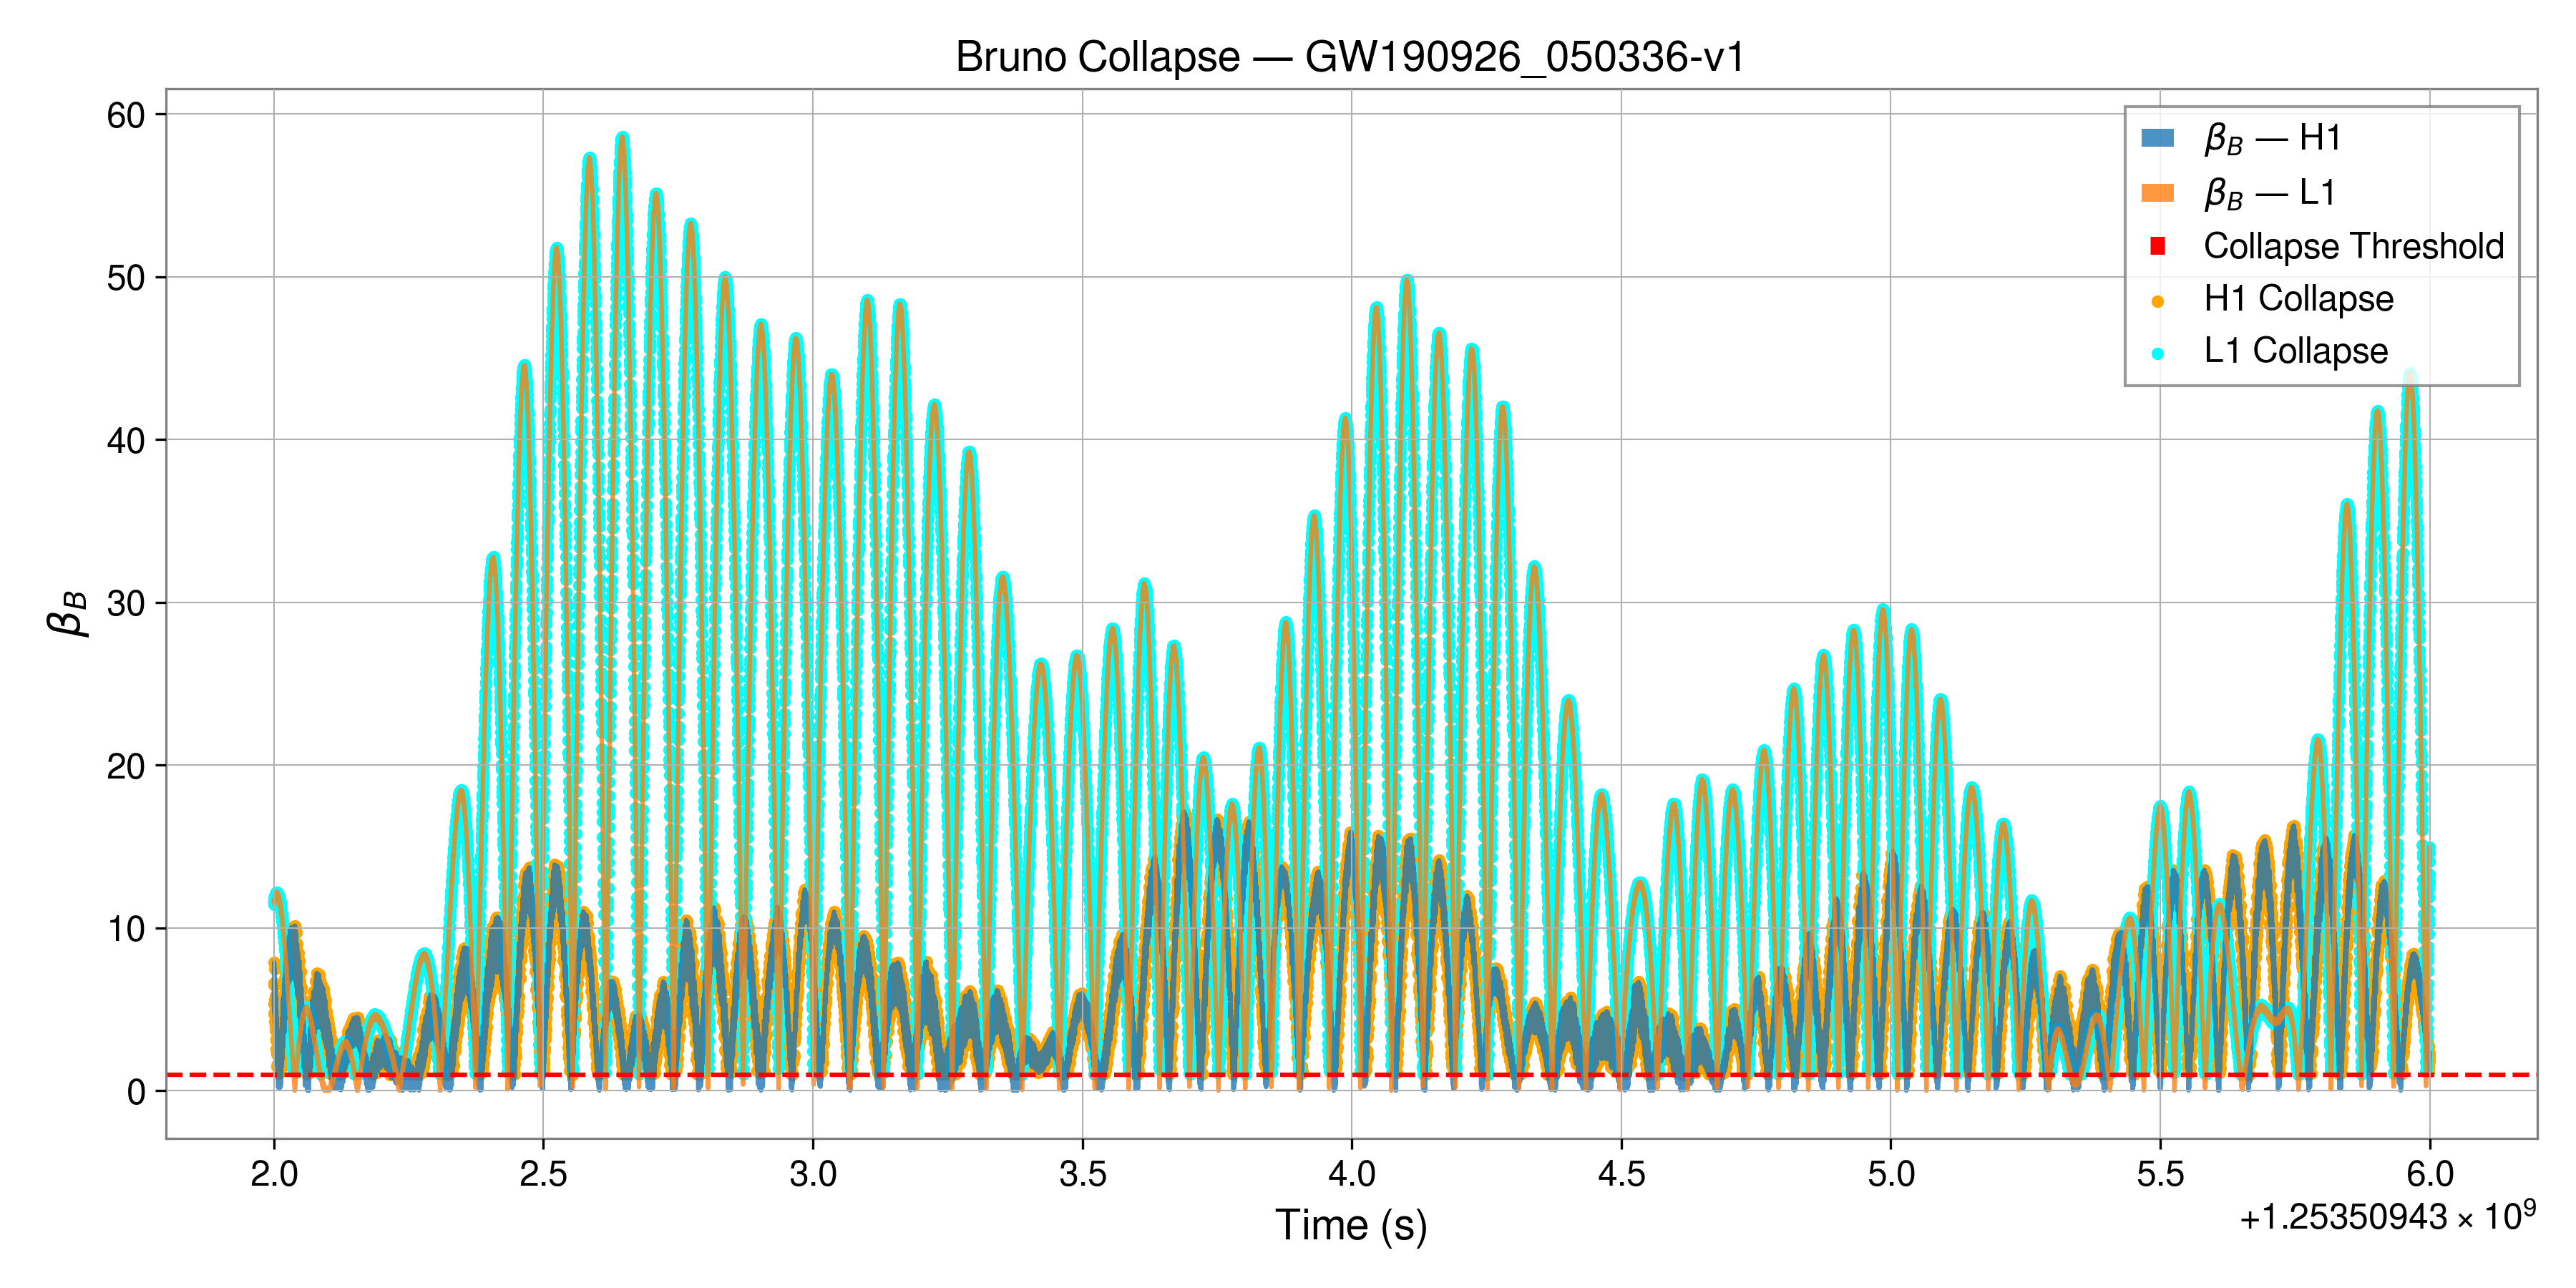 Bruno Collapse — GW190926_050336-v1
60
50
40
30
20
10
0
β_B
β_B — H1
β_B — L1
Collapse Threshold
H1 Collapse
L1 Collapse
2.0 2.5 3.0 3.5 4.0 4.5 5.0 5.5 6.0
Time (s)
+1.25350943 × 10⁹